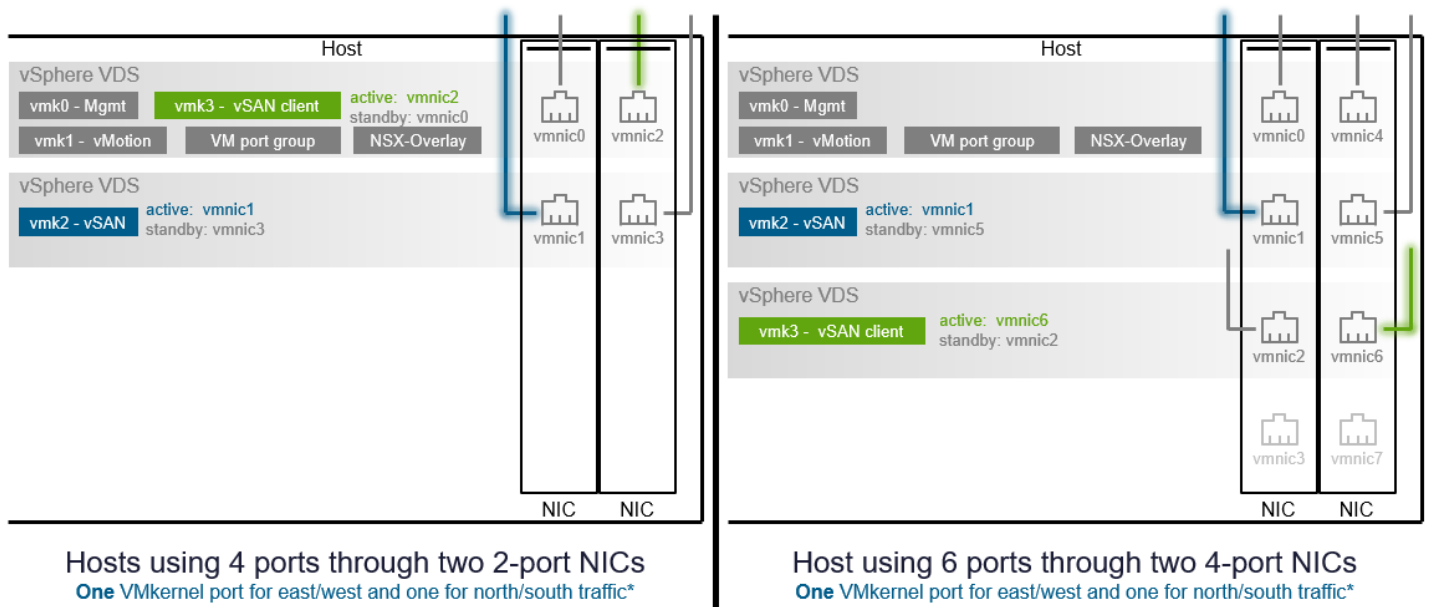 Host
vSphere VDS
vmk0 - Mgmt
vmk3 - vSAN client
active: vmnic2
standby: vmnic0
vmk1 - vMotion
VM port group
NSX-Overlay
vmnic0
vmnic2
vSphere VDS
vmk2 - vSAN
active: vmnic1
standby: vmnic3
vmnic1
vmnic3
NIC
NIC
Hosts using 4 ports through two 2-port NICs
One VMkernel port for east/west and one for north/south traffic*
Host
vSphere VDS
vmk0 - Mgmt
vmk1 - vMotion
VM port group
NSX-Overlay
vmnic0
vmnic4
vSphere VDS
vmk2 - vSAN
active: vmnic1
standby: vmnic5
vmnic1
vmnic5
vSphere VDS
vmk3 - vSAN client
active: vmnic6
standby: vmnic2
vmnic2
vmnic6
vmnic3
vmnic7
NIC
NIC
Host using 6 ports through two 4-port NICs
One VMkernel port for east/west and one for north/south traffic*